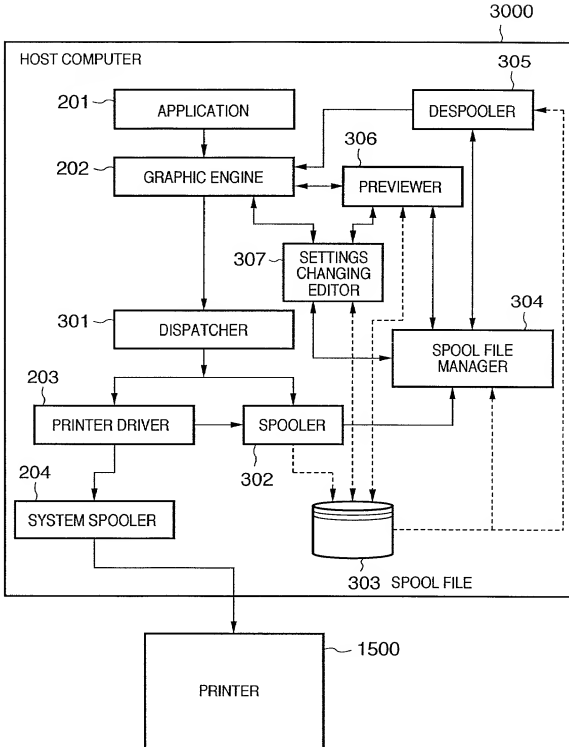 3000
HOST COMPUTER
305
201
APPLICATION
DESPOOLER
306
202
GRAPHIC ENGINE
PREVIEWER
307
SETTINGS
CHANGING
EDITOR
301
DISPATCHER
304
SPOOL FILE
MANAGER
203
PRINTER DRIVER
SPOOLER
302
204
SYSTEM SPOOLER
303 SPOOL FILE
1500
PRINTER